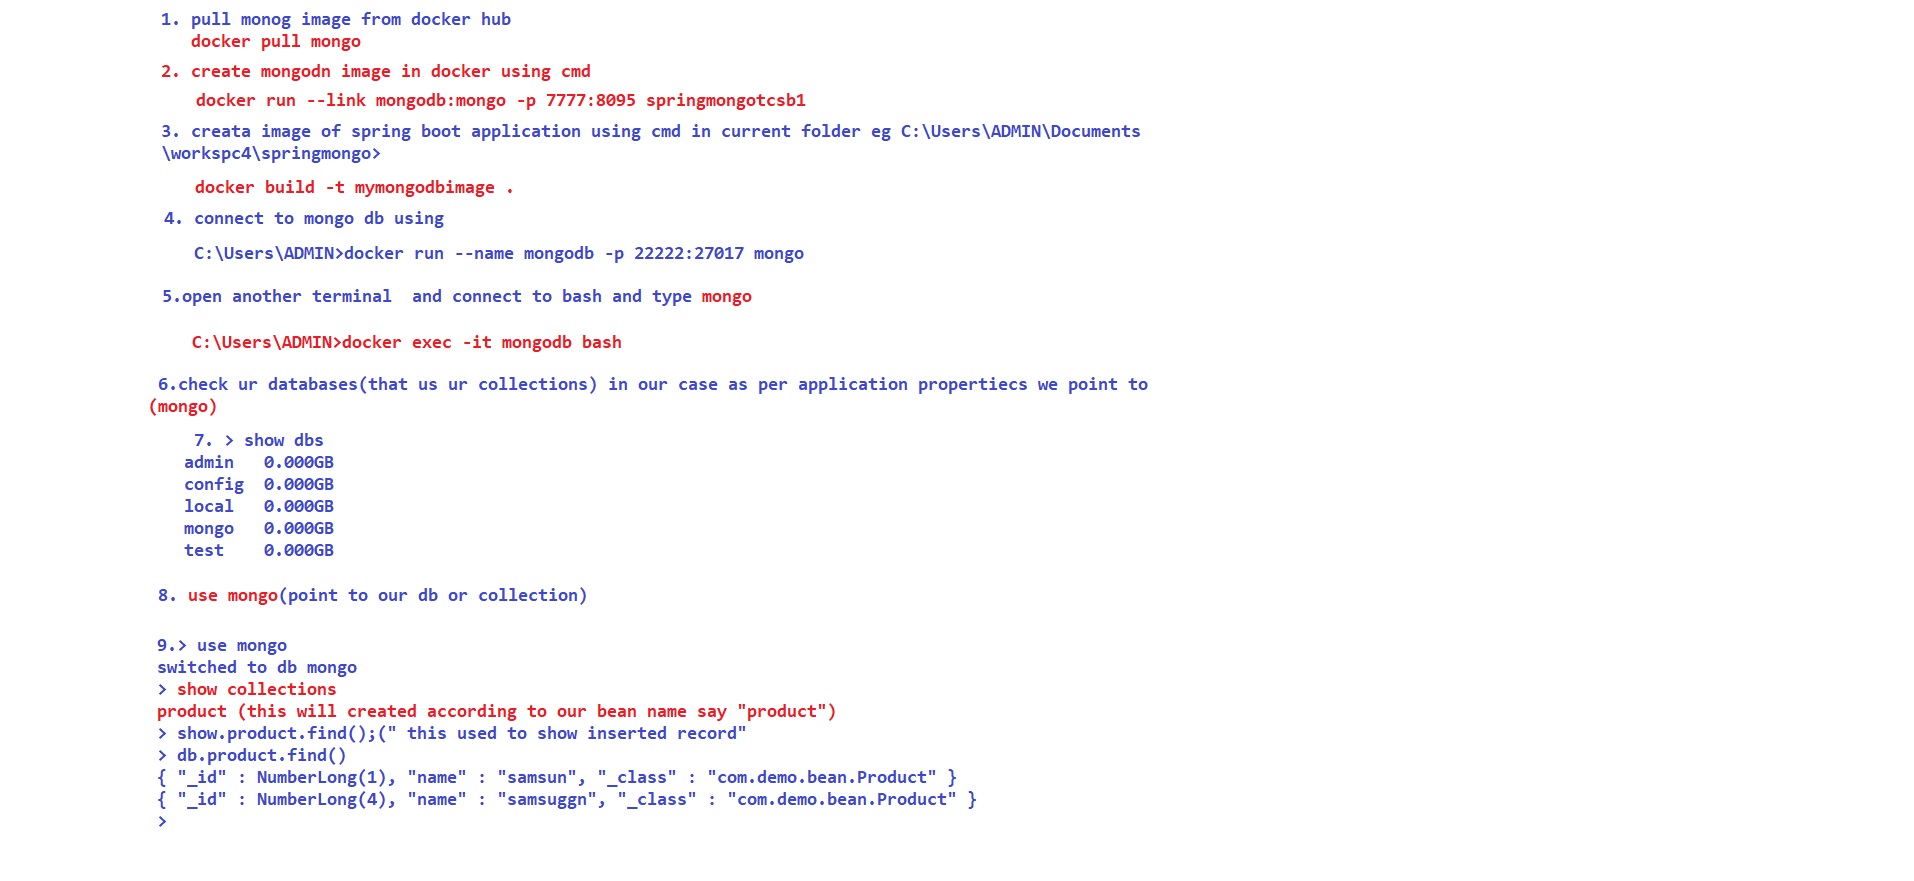 1. pull monog image from docker hub
docker pull mongo
2. create mongodn image in docker using cmd
docker run --link mongodb:mongo -p 7777:8095 springmongotcsb1
3. creata image of spring boot application using cmd in current folder eg C:\Users\ADMIN\Documents
\workspc4\springmongo>
docker build -t mymongodbimage .
4. connect to mongo db using
C:\Users\ADMIN>docker run --name mongodb -p 22222:27017 mongo
5.open another terminal  and connect to bash and type mongo
C:\Users\ADMIN>docker exec -it mongodb bash
6.check ur databases(that us ur collections) in our case as per application propertiecs we point to
(mongo)
7. > show dbs
admin   0.000GB
config  0.000GB
local   0.000GB
mongo   0.000GB
test    0.000GB
8. use mongo(point to our db or collection)
9.> use mongo
switched to db mongo
> show collections
product (this will created according to our bean name say "product")
> show.product.find();(" this used to show inserted record"
> db.product.find()
{ "_id" : NumberLong(1), "name" : "samsun", "_class" : "com.demo.bean.Product" }
{ "_id" : NumberLong(4), "name" : "samsuggn", "_class" : "com.demo.bean.Product" }
>